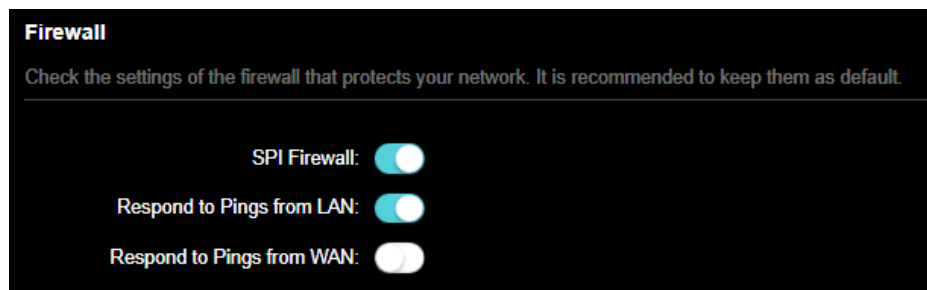 Firewall
Check the settings of the firewall that protects your network. It is recommended to keep them as default.
SPI Firewall:
Respond to Pings from LAN:
Respond to Pings from WAN: